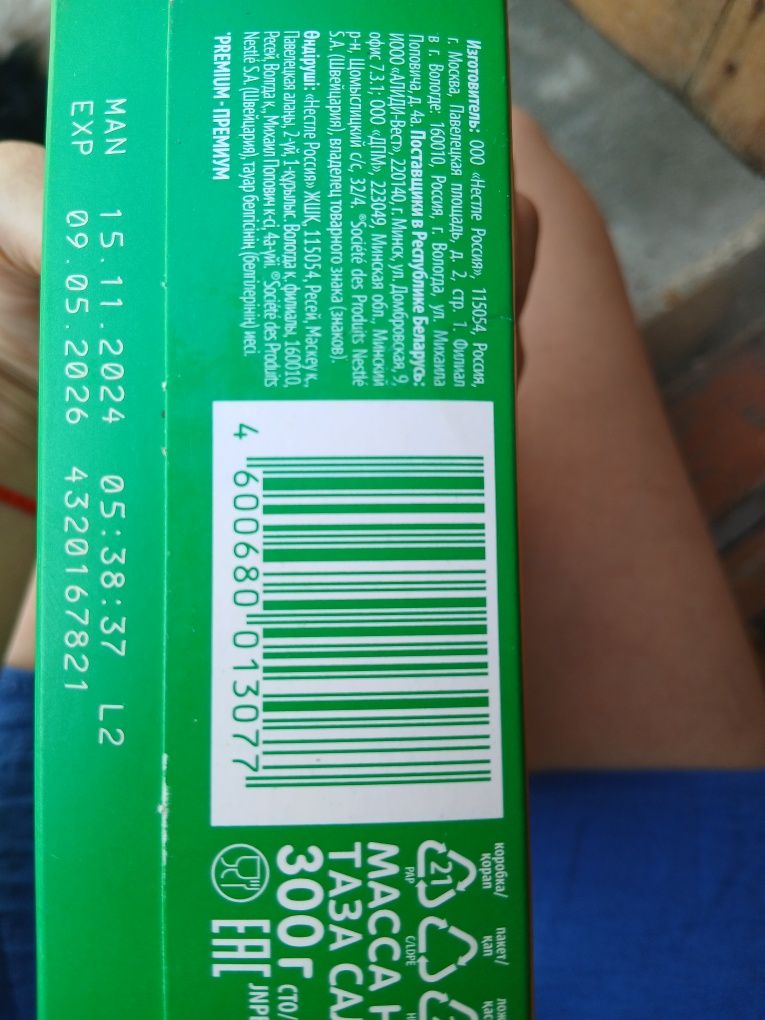 Изготовитель: ООО «Нестле Россия», 115054, Россия,
г. Москва, Павелецкая площадь, д. 2, стр. 1. Филиал
в г. Вологде: 160010, Россия, г. Вологда, ул. Михаила
Поповича, д. 4а. Поставщики в Республике Беларусь:
ИООО «АЛИДИ-Вест», 220140, г. Минск, ул. Домбровская, 9,
офис 7.3.1; ООО «ДПМ», 223049, Минская обл., Минский
р-н, Щомыслицкий с/с, 32/4. ®Société des Produits Nestlé
S.A. (Швейцария), владелец товарного знака (знаков).
Өндіруші: «Нестле Россия» ЖШҚ, 115054, Ресей, Мәскеу қ.,
Павелецкая алаңы, 2-үй, 1-құрылыс. Вологда қ. филиалы, 160010,
Ресей, Вологда қ., Михаил Попович к-сі, 4а-үй. ®Société des Produits
Nestlé S.A. (Швейцария), тауар белгісінің (белгілерінің) иесі.
'PREMIUM - ПРЕМИУМ
MAN 15.11.2024 05:38:37 L2
EXP 09.05.2026 4320167821
4 600680 013077
коробка/ пакет/
қорап қап
21
PAP C/LDPE
МАССА
ТАЗА
300 Г
EAC